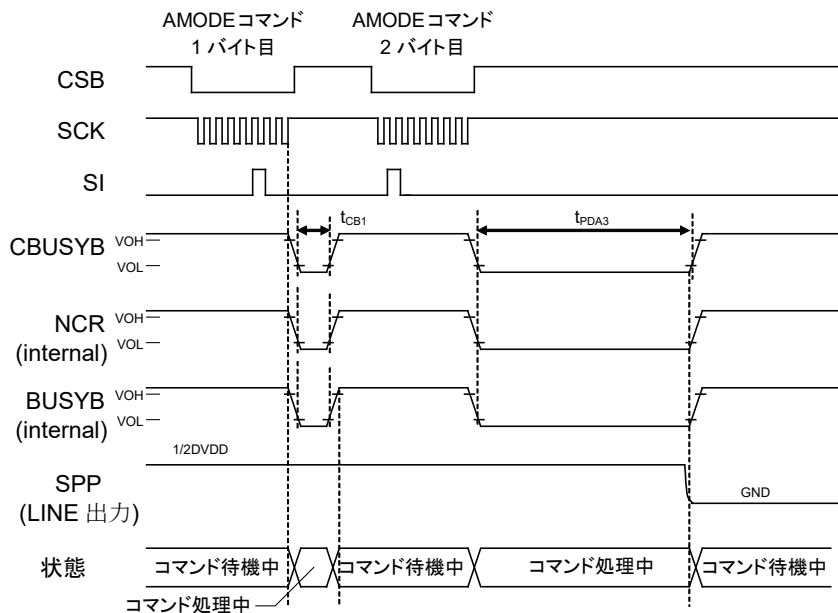 AMODEコマンド AMODEコマンド
1 バイト目 2 バイト目
CSB
SCK
SI
tCB1 tPDA3
CBUSYB VOH
VOL
NCR VOH
(internal) VOL
BUSYB VOH
(internal) VOL
1/2DVDD
SPP GND
(LINE 出力)
状態 コマンド待機中 コマンド待機中 コマンド処理中 コマンド待機中
コマンド処理中